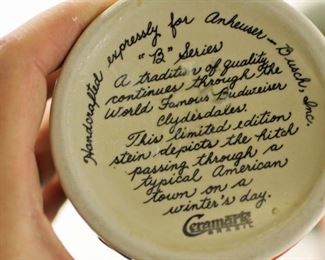 Handcrafted expressly for Anheuser-Busch, Inc.
"B" Series
A tradition of quality
continues through the
World Famous Budweiser
Clydesdales.
This limited edition
stein depicts the hitch
passing through a
typical American
town on a
winter's day.
Ceramarte
BRASIL